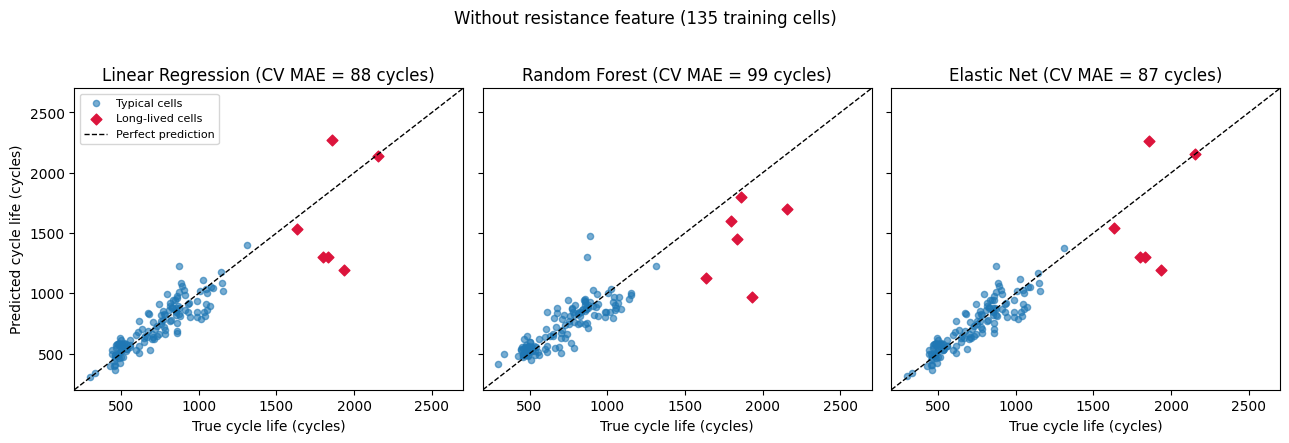 Without resistance feature (135 training cells)
Linear Regression (CV MAE = 88 cycles)
Typical cells
Long-lived cells
Perfect prediction
Predicted cycle life (cycles)
2500
2000
1500
1000
500
500 1000 1500 2000 2500
True cycle life (cycles)
Random Forest (CV MAE = 99 cycles)
500 1000 1500 2000 2500
True cycle life (cycles)
Elastic Net (CV MAE = 87 cycles)
500 1000 1500 2000 2500
True cycle life (cycles)